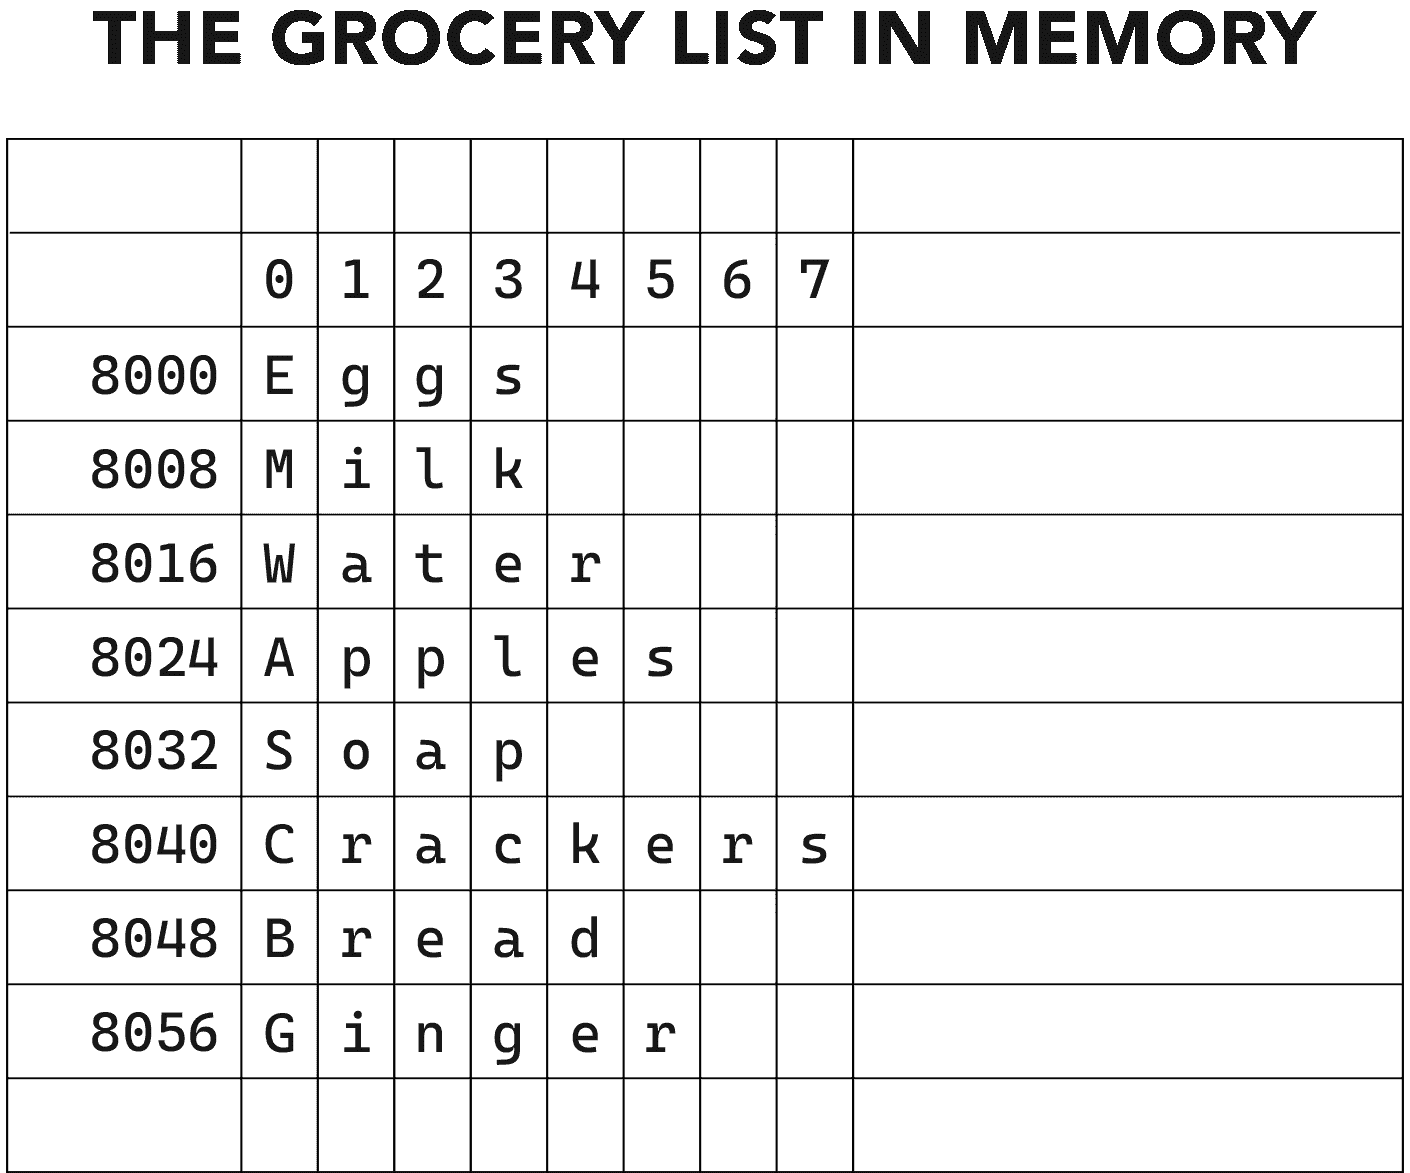 THE GROCERY LIST IN MEMORY
0 1 2 3 4 5 6 7
8000 E g g s
8008 M i l k
8016 W a t e r
8024 A p p l e s
8032 S o a p
8040 C r a c k e r s
8048 B r e a d
8056 G i n g e r